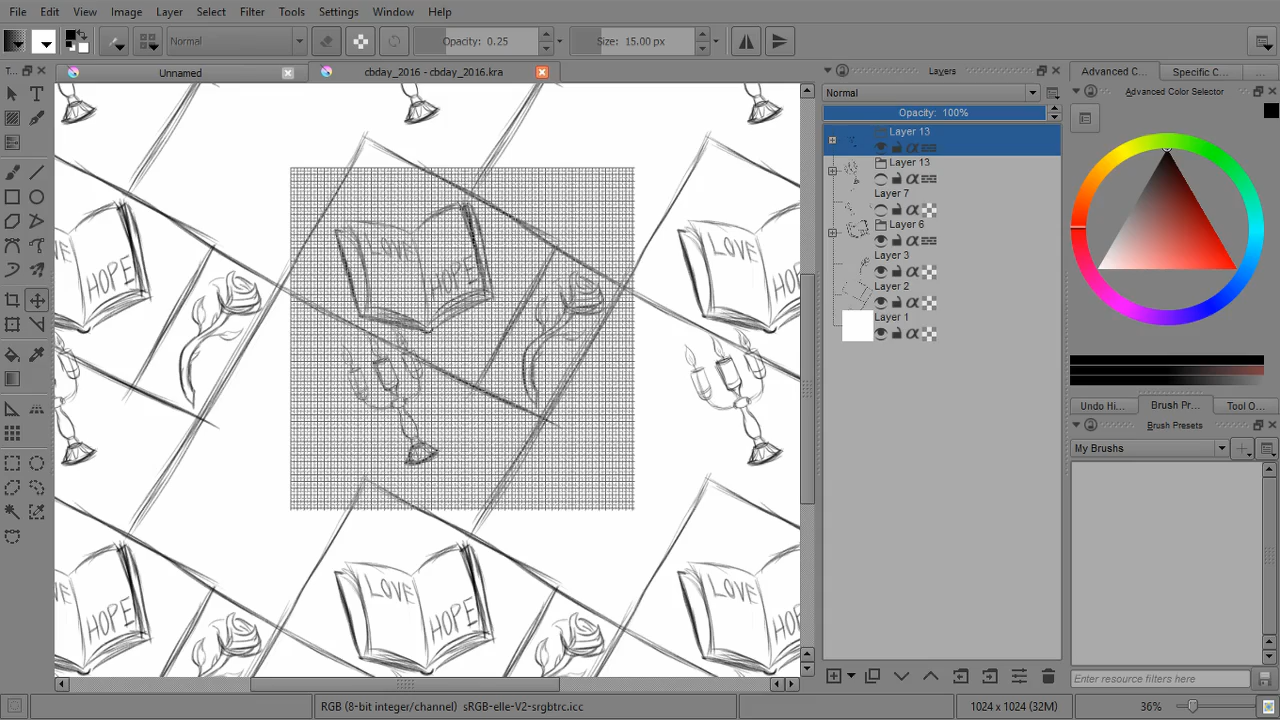 File Edit View Image Layer Select Filter Tools Settings Window Help
Normal
Opacity: 0.25
Size: 15.00 px
T...
Unnamed
cbday_2016 - cbday_2016.kra
Layers
Normal
Opacity: 100%
Layer 13
Layer 13
Layer 7
Layer 6
Layer 3
Layer 2
Layer 1
Advanced C...
Specific C...
...
Advanced Color Selector
Undo Hi...
Brush Pr...
Tool O...
Brush Presets
My Brushes
Enter resource filters here
HOPE
LOVE
HOPE
LOVE
HOPE
LOVE
HOPE
LOVE
RGB (8-bit integer/channel) sRGB-elle-V2-srgbtrc.icc
1024 x 1024 (32M)
36%